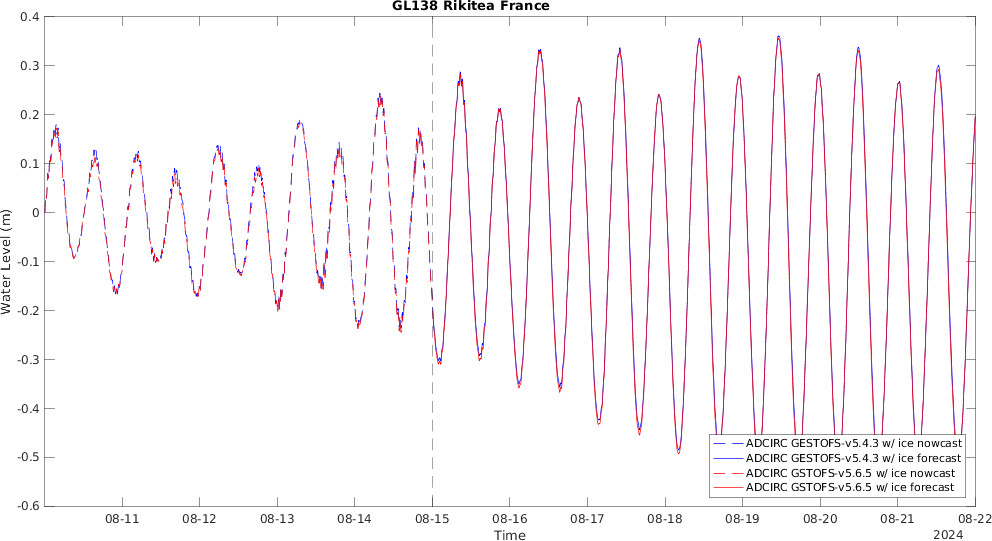 GL138 Rikitea France
0.4
0.3
0.2
0.1
0
-0.1
-0.2
-0.3
-0.4
-0.5
-0.6
Water Level (m)
ADCIRC GESTOFS-v5.4.3 w/ ice nowcast
ADCIRC GESTOFS-v5.4.3 w/ ice forecast
ADCIRC GSTOFS-v5.6.5 w/ ice nowcast
ADCIRC GSTOFS-v5.6.5 w/ ice forecast
08-11 08-12 08-13 08-14 08-15 08-16 08-17 08-18 08-19 08-20 08-21 08-22
Time
2024